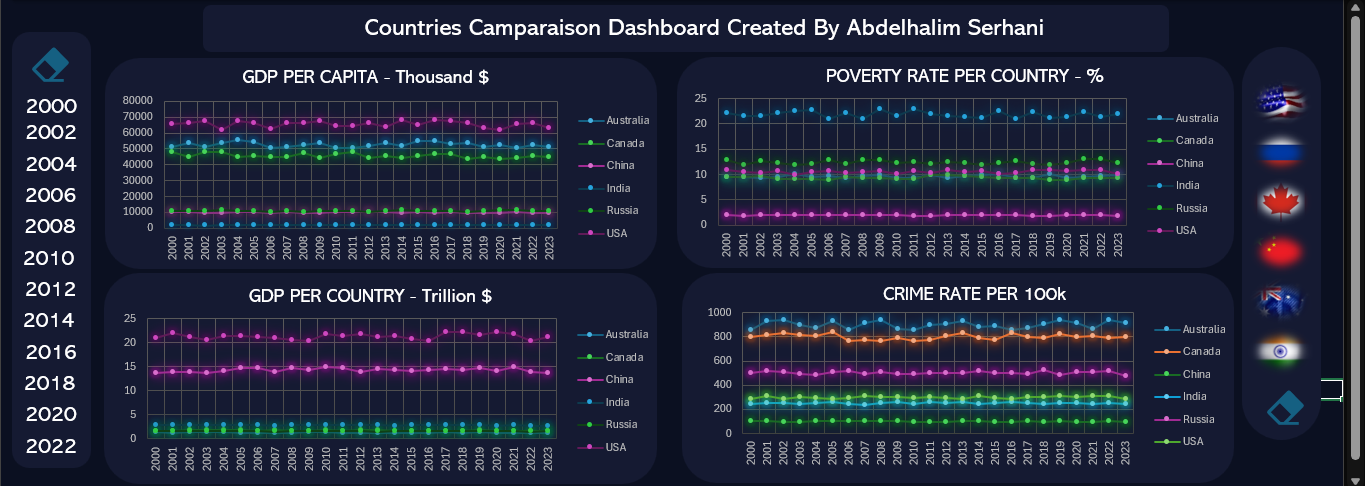 Countries Camparaison Dashboard Created By Abdelhalim Serhani
2000
2002
2004
2006
2008
2010
2012
2014
2016
2018
2020
2022
GDP PER CAPITA - Thousand $
80000
70000
60000
50000
40000
30000
20000
10000
0
2000 2001 2002 2003 2004 2005 2006 2007 2008 2009 2010 2011 2012 2013 2014 2015 2016 2017 2018 2019 2020 2021 2022 2023
Australia
Canada
China
India
Russia
USA
POVERTY RATE PER COUNTRY - %
25
20
15
10
5
0
2000 2001 2002 2003 2004 2005 2006 2007 2008 2009 2010 2011 2012 2013 2014 2015 2016 2017 2018 2019 2020 2021 2022 2023
Australia
Canada
China
India
Russia
USA
GDP PER COUNTRY - Trillion $
25
20
15
10
5
0
2000 2001 2002 2003 2004 2005 2006 2007 2008 2009 2010 2011 2012 2013 2014 2015 2016 2017 2018 2019 2020 2021 2022 2023
Australia
Canada
China
India
Russia
USA
CRIME RATE PER 100k
1000
800
600
400
200
0
2000 2001 2002 2003 2004 2005 2006 2007 2008 2009 2010 2011 2012 2013 2014 2015 2016 2017 2018 2019 2020 2021 2022 2023
Australia
Canada
China
India
Russia
USA